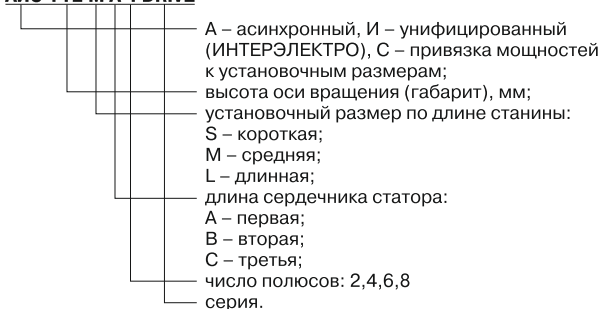 А – асинхронный, И – унифицированный
(ИНТЕРЭЛЕКТРО), С – привязка мощностей
к установочным размерам;
высота оси вращения (габарит), мм;
установочный размер по длине станины:
S – короткая;
M – средняя;
L – длинная;
длина сердечника статора:
А – первая;
В – вторая;
С – третья;
число полюсов: 2,4,6,8
серия.